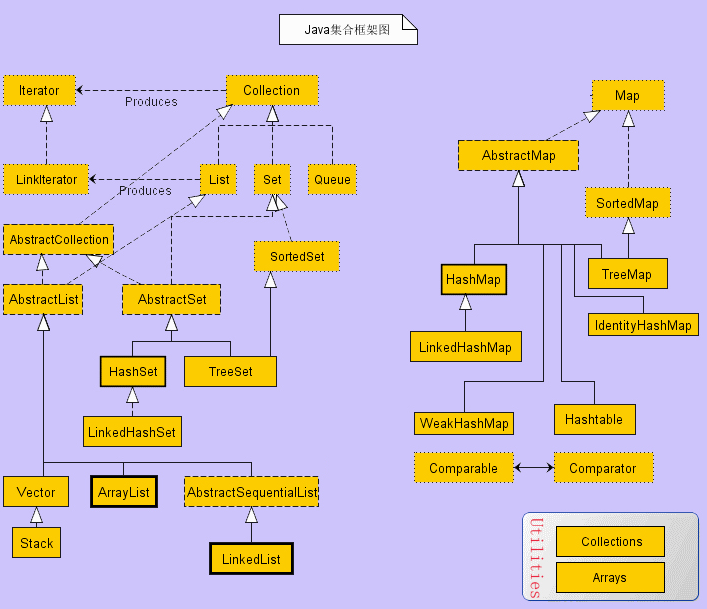 Java集合框架图
Iterator
Collection
Map
Produces
AbstractMap
LinkIterator
List
Set
Queue
Produces
SortedMap
AbstractCollection
SortedSet
TreeMap
HashMap
AbstractList
AbstractSet
IdentityHashMap
LinkedHashMap
HashSet
TreeSet
WeakHashMap
Hashtable
LinkedHashSet
Comparable
Comparator
Vector
ArrayList
AbstractSequentialList
Stack
LinkedList
Utilities
Collections
Arrays